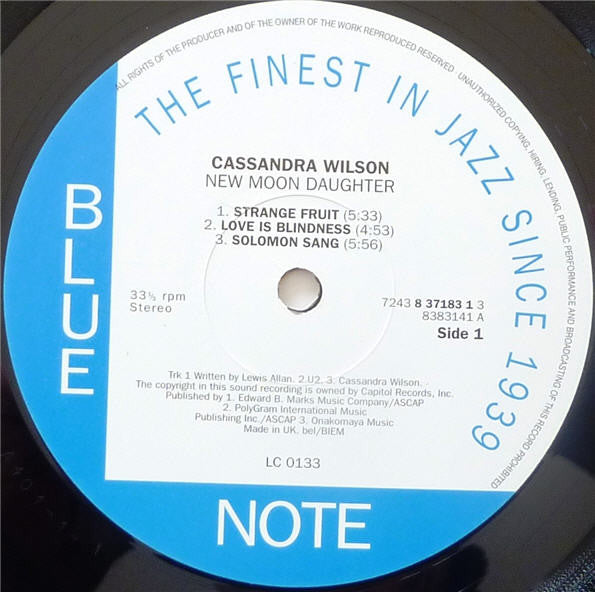 ALL RIGHTS OF THE PRODUCER AND OF THE OWNER OF THE WORK REPRODUCED RESERVED · UNAUTHORIZED COPYING, HIRING, LENDING, PUBLIC PERFORMANCE AND BROADCASTING OF THIS RECORD PROHIBITED
THE FINEST IN JAZZ SINCE 1939
CASSANDRA WILSON
NEW MOON DAUGHTER
1. STRANGE FRUIT (5:33)
2. LOVE IS BLINDNESS (4:53)
3. SOLOMON SANG (5:56)
33⅓ rpm
Stereo
7243 8 37183 1 3
8383141 A
Side 1
Trk 1 Written by Lewis Allan. 2.U2, 3. Cassandra Wilson.
The copyright in this sound recording is owned by Capitol Records, Inc.
Published by 1. Edward B. Marks Music Company/ASCAP
2. PolyGram International Music
Publishing Inc./ASCAP 3. Onakomaya Music
Made in UK. bel/BIEM
LC 0133
BLUE
NOTE